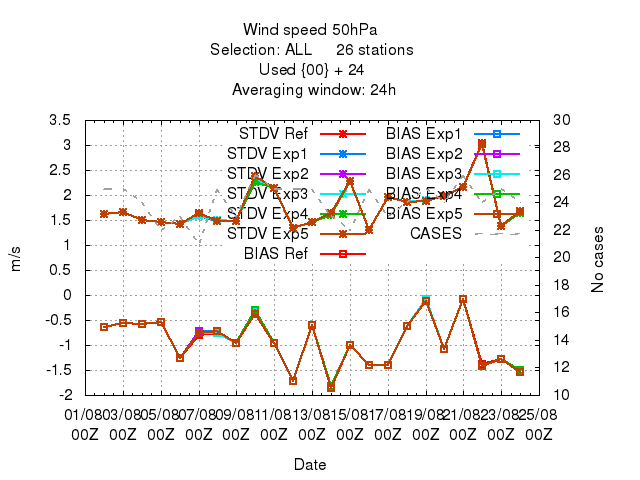 Wind speed 50hPa
Selection: ALL 26 stations
Used {00} + 24
Averaging window: 24h
3.5
3
2.5
2
1.5
1
0.5
0
-0.5
-1
-1.5
-2
m/s
30
28
26
24
22
20
18
16
14
12
10
No cases
STDV Ref
STDV Exp1
STDV Exp2
STDV Exp3
STDV Exp4
STDV Exp5
BIAS Ref
BIAS Exp1
BIAS Exp2
BIAS Exp3
BIAS Exp4
BIAS Exp5
CASES
01/08 03/08 05/08 07/08 09/08 11/08 13/08 15/08 17/08 19/08 21/08 23/08 25/08
00Z 00Z 00Z 00Z 00Z 00Z 00Z 00Z 00Z 00Z 00Z 00Z 00Z
Date